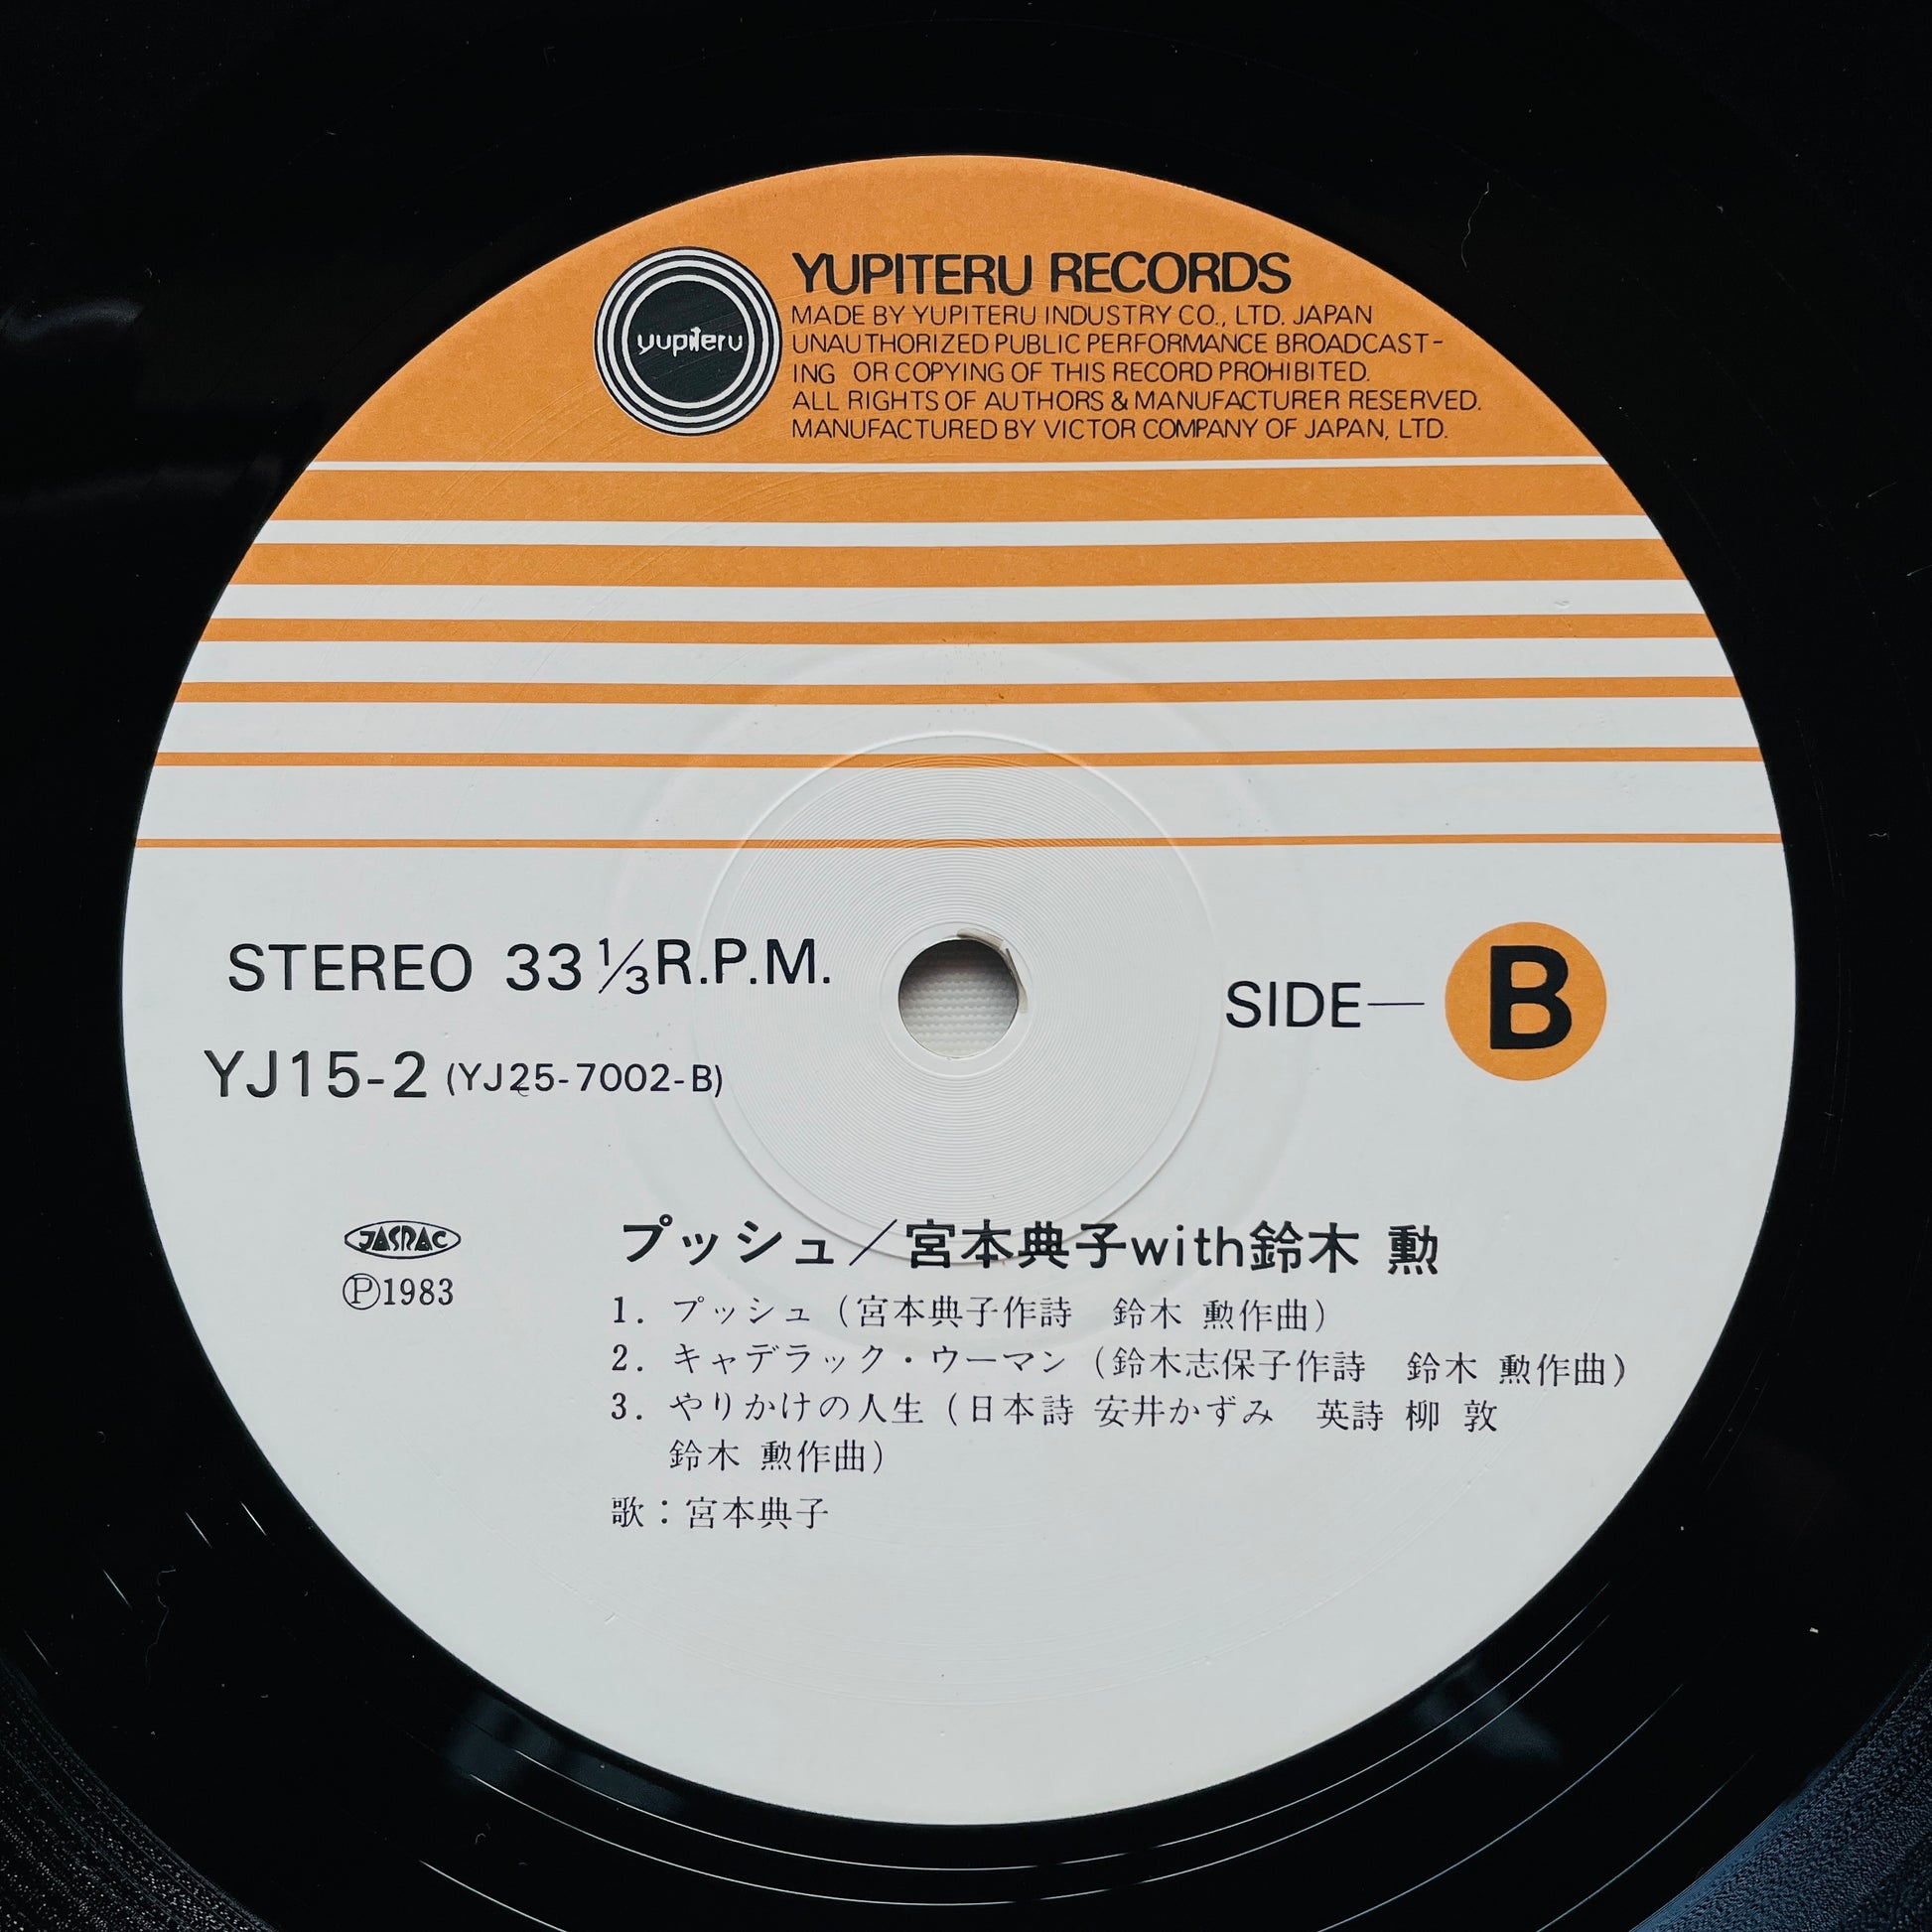 yupiteru
YUPITERU RECORDS
MADE BY YUPITERU INDUSTRY CO., LTD. JAPAN
UNAUTHORIZED PUBLIC PERFORMANCE BROADCAST-
ING OR COPYING OF THIS RECORD PROHIBITED.
ALL RIGHTS OF AUTHORS & MANUFACTURER RESERVED.
MANUFACTURED BY VICTOR COMPANY OF JAPAN, LTD.
STEREO 33 1/3 R.P.M.
SIDE—B
YJ15-2 (YJ25-7002-B)
JASRAC
Ⓟ1983
プッシュ／宮本典子with鈴木 勲
1. プッシュ（宮本典子作詩 鈴木 勲作曲）
2. キャデラック・ウーマン（鈴木志保子作詩 鈴木 勲作曲）
3. やりかけの人生（日本詩 安井かずみ 英詩 柳 敦
鈴木 勲作曲）
歌：宮本典子